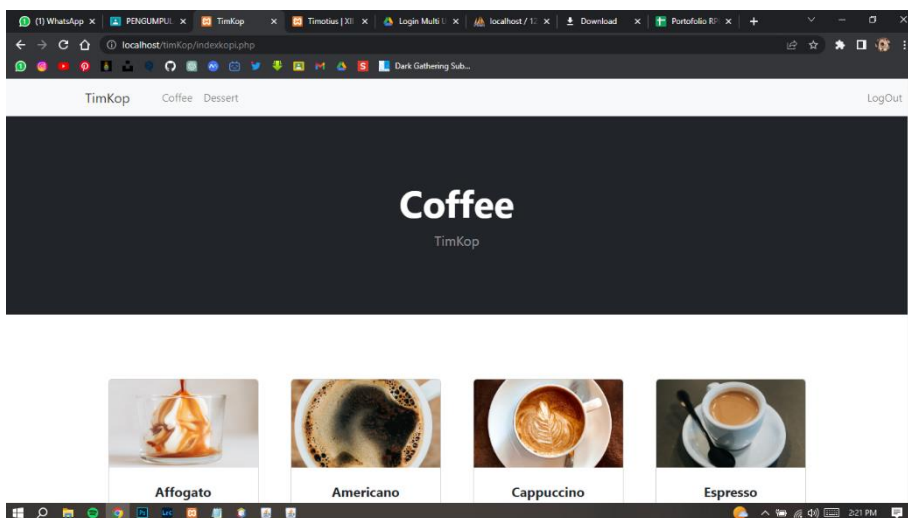 (1) WhatsApp
PENGUMPUL
TimKop
Timotius | XII
Login Multi U
localhost / 12
Download
Portofolio RP
localhost/timKop/indexkopi.php
Dark Gathering Sub...
TimKop
Coffee
Dessert
LogOut
Coffee
TimKop
Affogato
Americano
Cappuccino
Espresso
2:21 PM